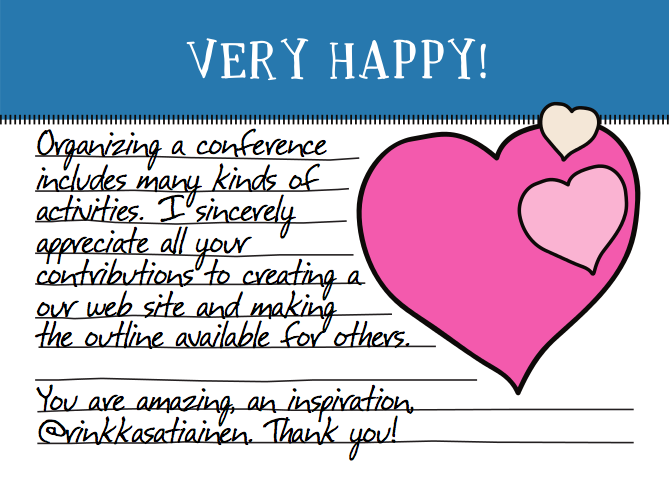 VERY HAPPY!
Organizing a conference
includes many kinds of
activities. I sincerely
appreciate all your
contributions to creating a
our web site and making
the outline available for others.
You are amazing, an inspiration,
@rinkkasatiainen. Thank you!